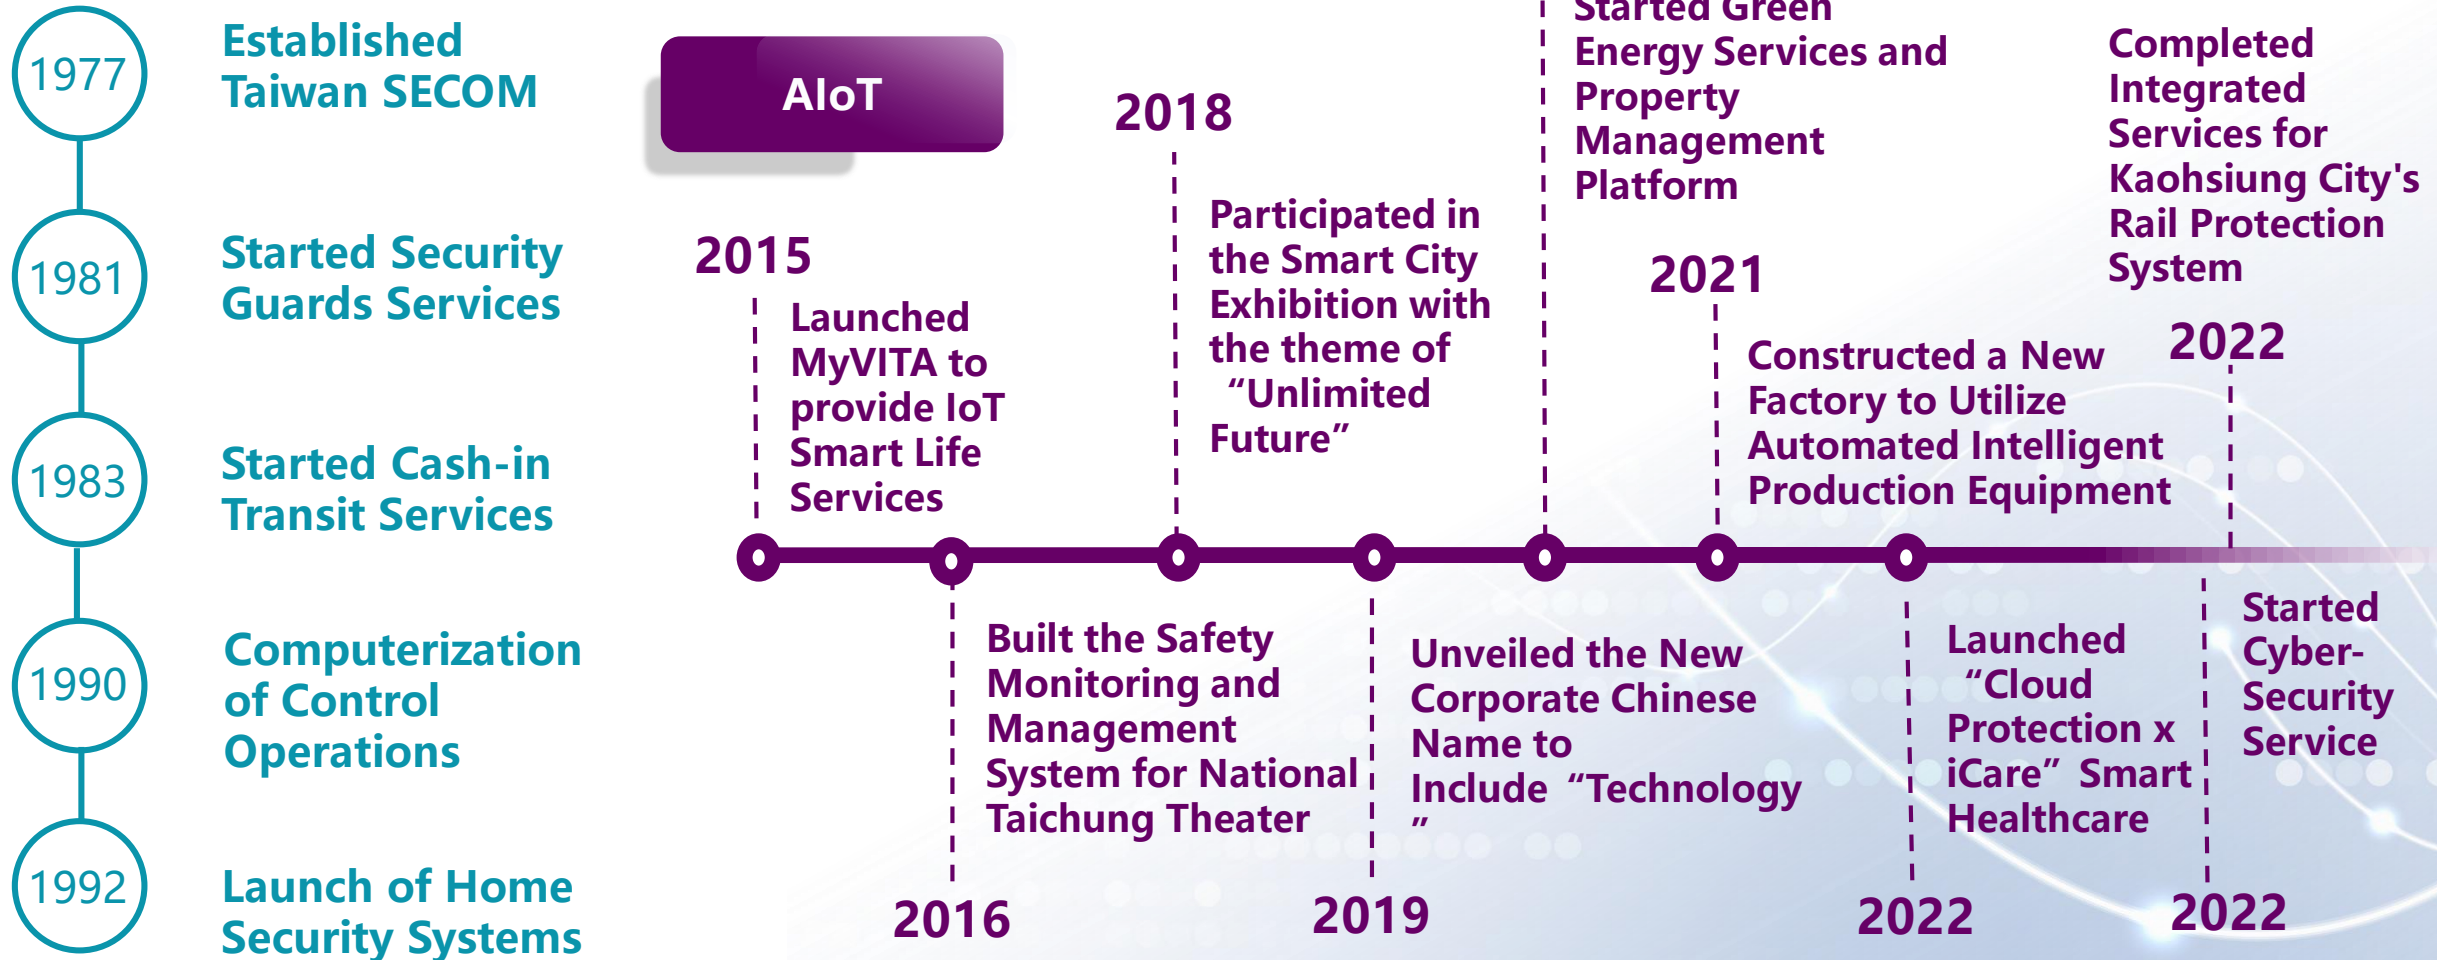 1977
Established
Taiwan SECOM
1981
Started Security
Guards Services
1983
Started Cash-in
Transit Services
1990
Computerization
of Control
Operations
1992
Launch of Home
Security Systems
AIoT
2015
Launched
MyVITA to
provide IoT
Smart Life
Services
Built the Safety
Monitoring and
Management
System for National
Taichung Theater
2016
2018
Participated in
the Smart City
Exhibition with
the theme of
“Unlimited
Future”
Unveiled the New
Corporate Chinese
Name to
Include “Technology
”
2019
Started Green
Energy Services and
Property
Management
Platform
2021
Constructed a New
Factory to Utilize
Automated Intelligent
Production Equipment
Launched
“Cloud
Protection x
iCare” Smart
Healthcare
2022
Completed
Integrated
Services for
Kaohsiung City's
Rail Protection
System
2022
Started
Cyber-
Security
Service
2022